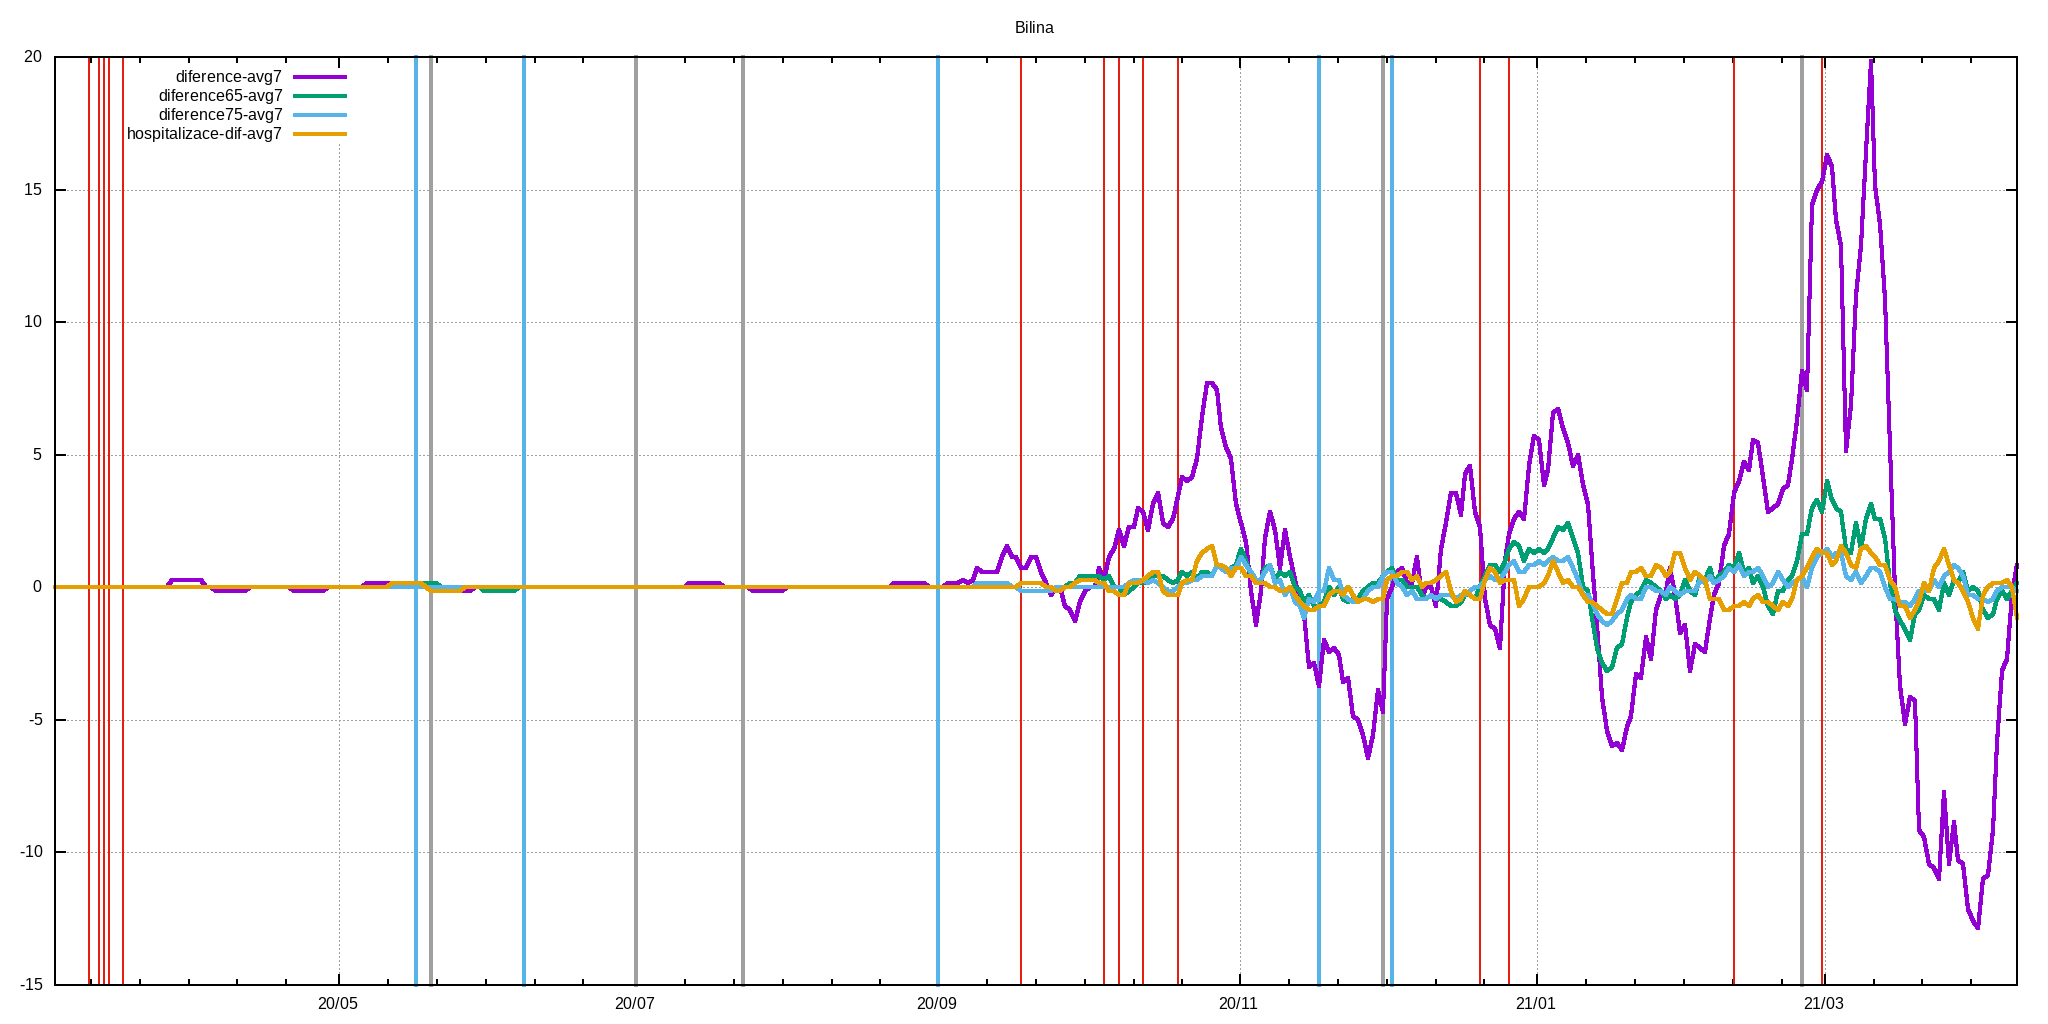 Bilina
diference-avg7
diference65-avg7
diference75-avg7
hospitalizace-dif-avg7
20
15
10
5
0
-5
-10
-15
20/05 20/07 20/09 20/11 21/01 21/03